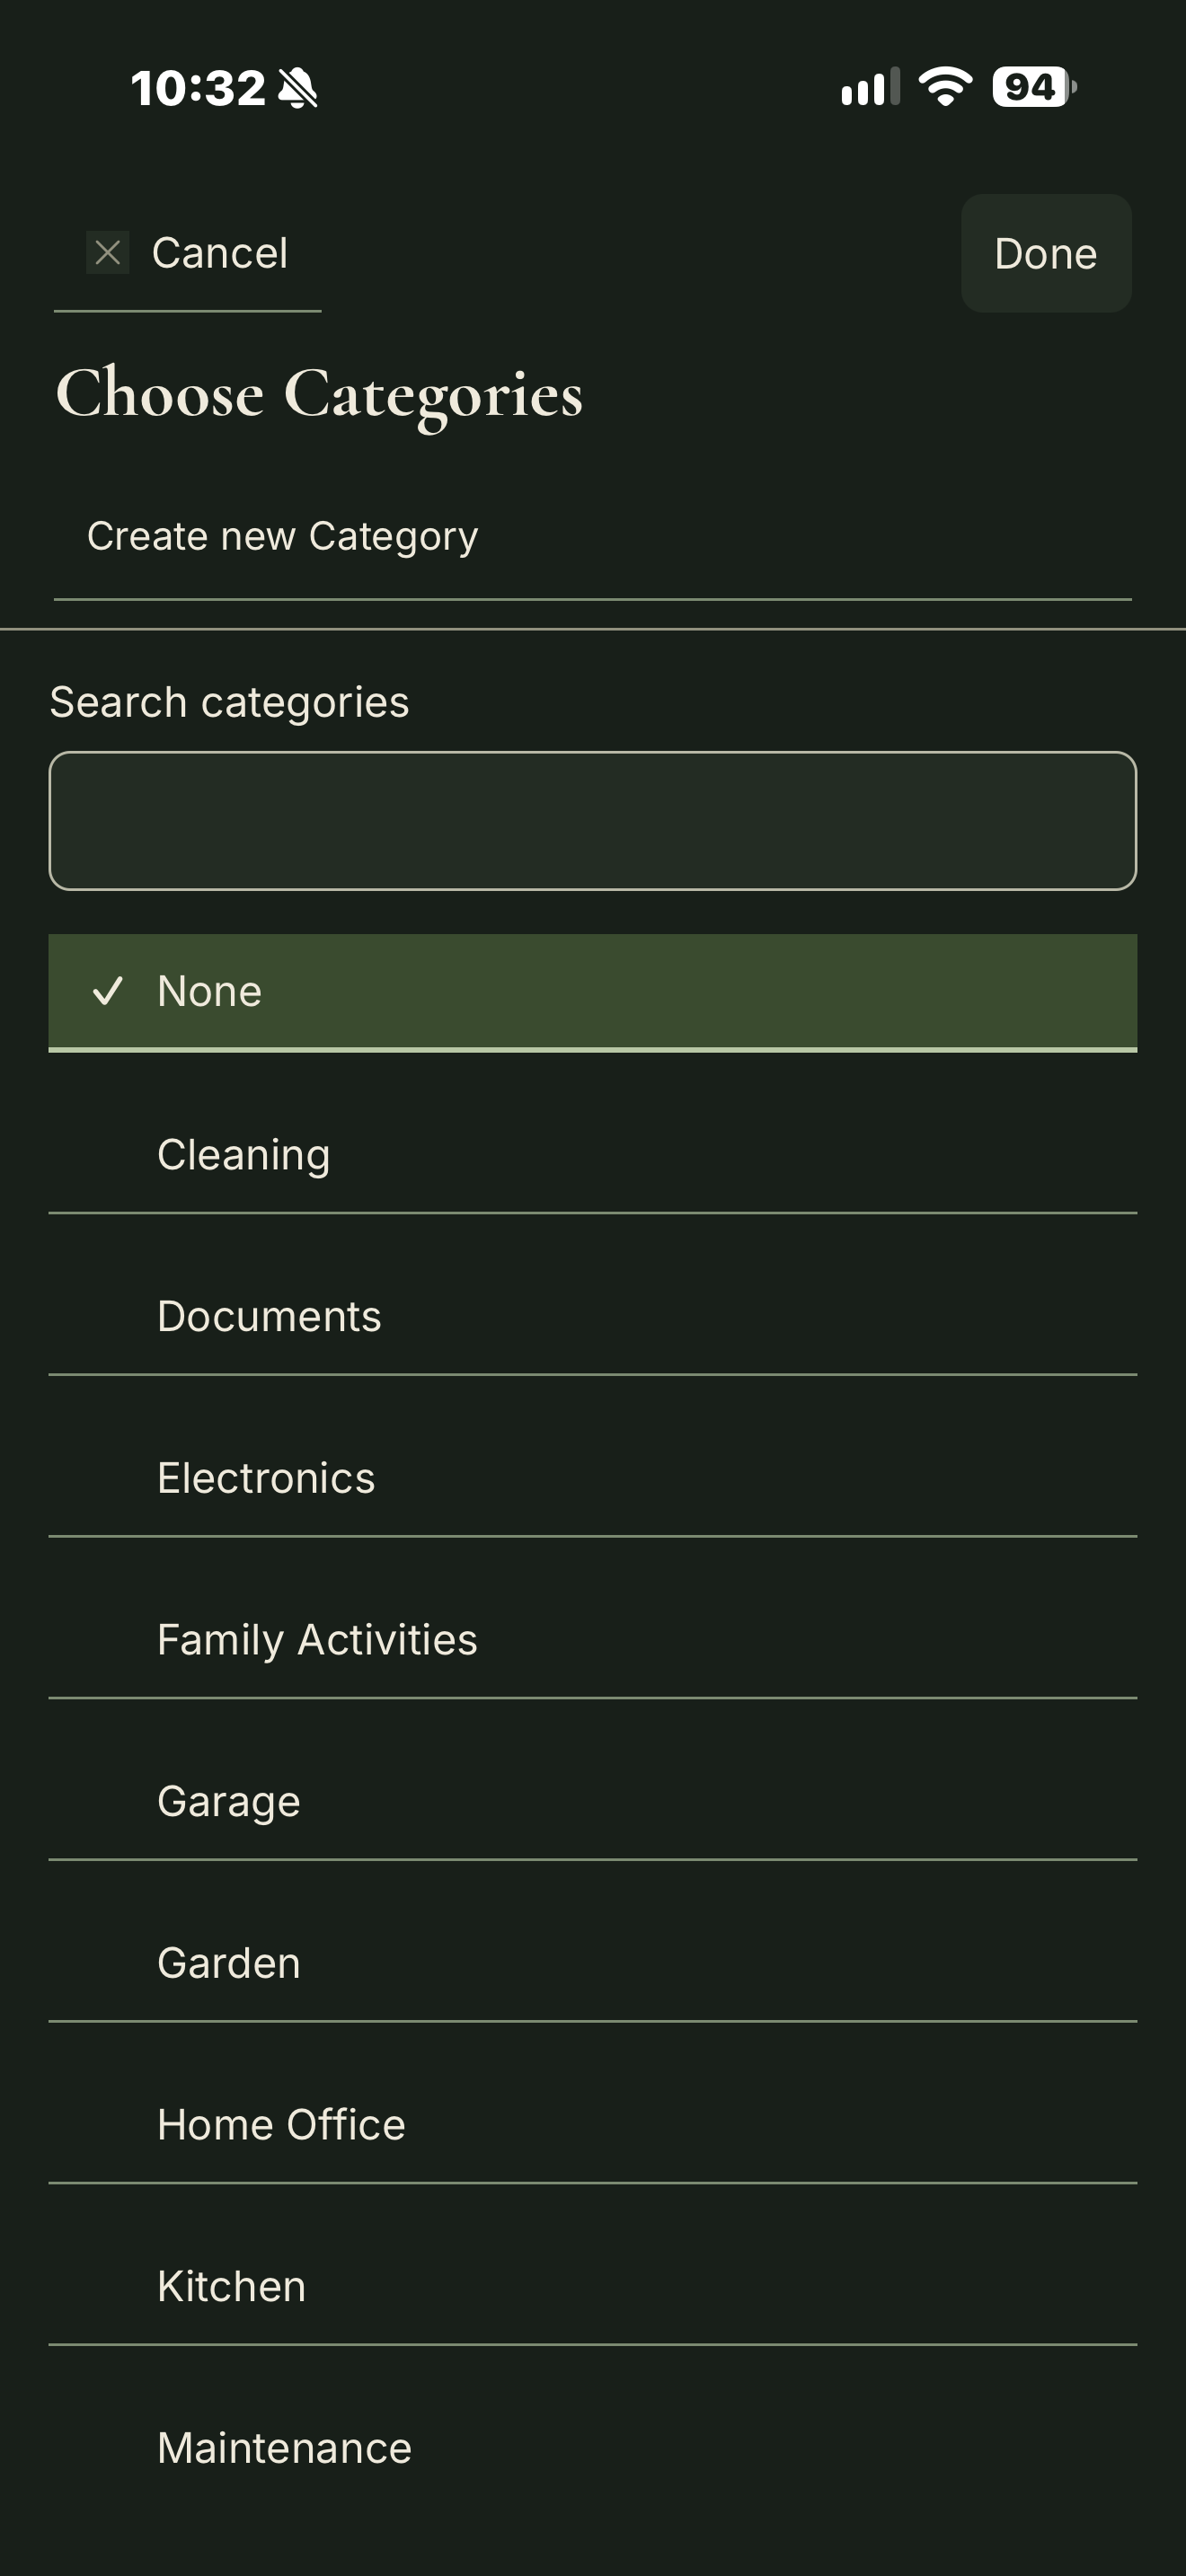 10:32
94
Cancel
Done
Choose Categories
Create new Category
Search categories
None
Cleaning
Documents
Electronics
Family Activities
Garage
Garden
Home Office
Kitchen
Maintenance